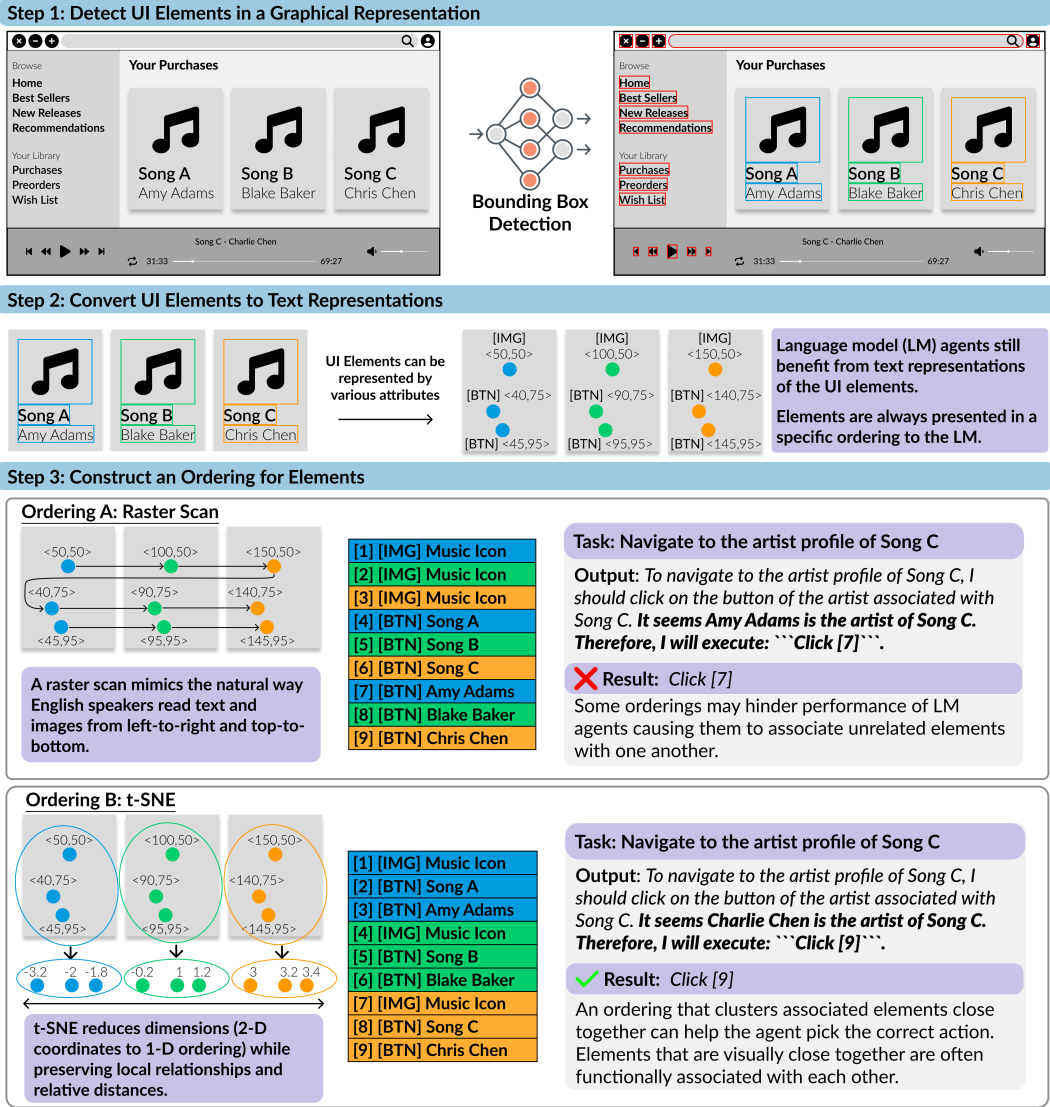 Step 1: Detect UI Elements in a Graphical Representation
Browse
Home
Best Sellers
New Releases
Recommendations
Your Library
Purchases
Preorders
Wish List
Your Purchases
Song A
Amy Adams
Song B
Blake Baker
Song C
Chris Chen
Song C - Charlie Chen
31:33
69:27
Bounding Box
Detection
Browse
Home
Best Sellers
New Releases
Recommendations
Your Library
Purchases
Preorders
Wish List
Your Purchases
Song A
Amy Adams
Song B
Blake Baker
Song C
Chris Chen
Song C - Charlie Chen
31:33
69:27
Step 2: Convert UI Elements to Text Representations
Song A
Amy Adams
Song B
Blake Baker
Song C
Chris Chen
UI Elements can be
represented by
various attributes
[IMG]
<50,50>
[BTN] <40,75>
[BTN] <45,95>
[IMG]
<100,50>
[BTN] <90,75>
[BTN] <95,95>
[IMG]
<150,50>
[BTN] <140,75>
[BTN] <145,95>
Language model (LM) agents still
benefit from text representations
of the UI elements.
Elements are always presented in a
specific ordering to the LM.
Step 3: Construct an Ordering for Elements
Ordering A: Raster Scan
<50,50> <100,50> <150,50>
<40,75> <90,75> <140,75>
<45,95> <95,95> <145,95>
A raster scan mimics the natural way
English speakers read text and
images from left-to-right and top-to-
bottom.
[1] [IMG] Music Icon
[2] [IMG] Music Icon
[3] [IMG] Music Icon
[4] [BTN] Song A
[5] [BTN] Song B
[6] [BTN] Song C
[7] [BTN] Amy Adams
[8] [BTN] Blake Baker
[9] [BTN] Chris Chen
Task: Navigate to the artist profile of Song C
Output: To navigate to the artist profile of Song C, I
should click on the button of the artist associated with
Song C. It seems Amy Adams is the artist of Song C.
Therefore, I will execute: ```Click [7]```.
Result: Click [7]
Some orderings may hinder performance of LM
agents causing them to associate unrelated elements
with one another.
Ordering B: t-SNE
<50,50> <100,50> <150,50>
<40,75> <90,75> <140,75>
<45,95> <95,95> <145,95>
-3.2 -2 -1.8 -0.2 1 1.2 3 3.2 3.4
t-SNE reduces dimensions (2-D
coordinates to 1-D ordering) while
preserving local relationships and
relative distances.
[1] [IMG] Music Icon
[2] [BTN] Song A
[3] [BTN] Amy Adams
[4] [IMG] Music Icon
[5] [BTN] Song B
[6] [BTN] Blake Baker
[7] [IMG] Music Icon
[8] [BTN] Song C
[9] [BTN] Chris Chen
Task: Navigate to the artist profile of Song C
Output: To navigate to the artist profile of Song C, I
should click on the button of the artist associated with
Song C. It seems Charlie Chen is the artist of Song C.
Therefore, I will execute: ```Click [9]```.
Result: Click [9]
An ordering that clusters associated elements close
together can help the agent pick the correct action.
Elements that are visually close together are often
functionally associated with each other.